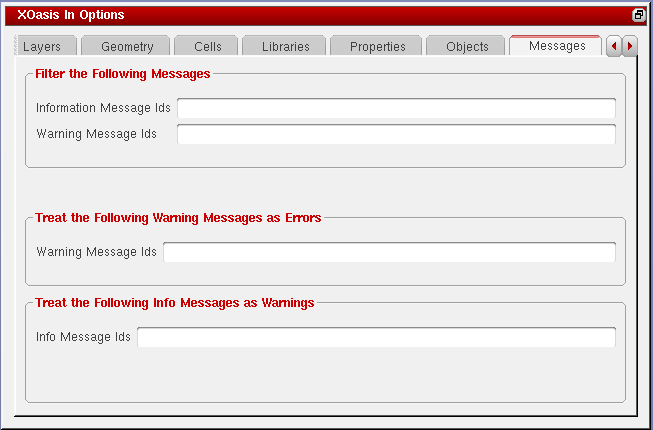 XOasis In Options
Layers Geometry Cells Libraries Properties Objects Messages
Filter the Following Messages
Information Message Ids
Warning Message Ids
Treat the Following Warning Messages as Errors
Warning Message Ids
Treat the Following Info Messages as Warnings
Info Message Ids